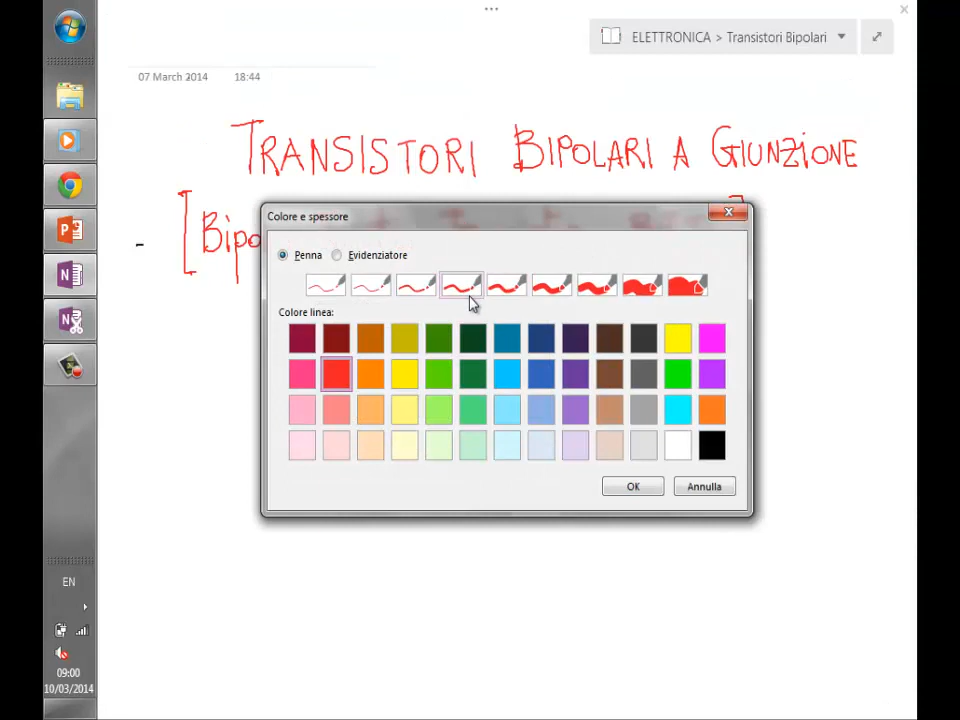 ELETTRONICA > Transistori Bipolari
07 March 2014 18:44
TRANSISTORI BIPOLARI A GIUNZIONE
- [Bipo
Colore e spessore
Penna Evidenziatore
Colore linea:
OK Annulla
EN
09:00
10/03/2014